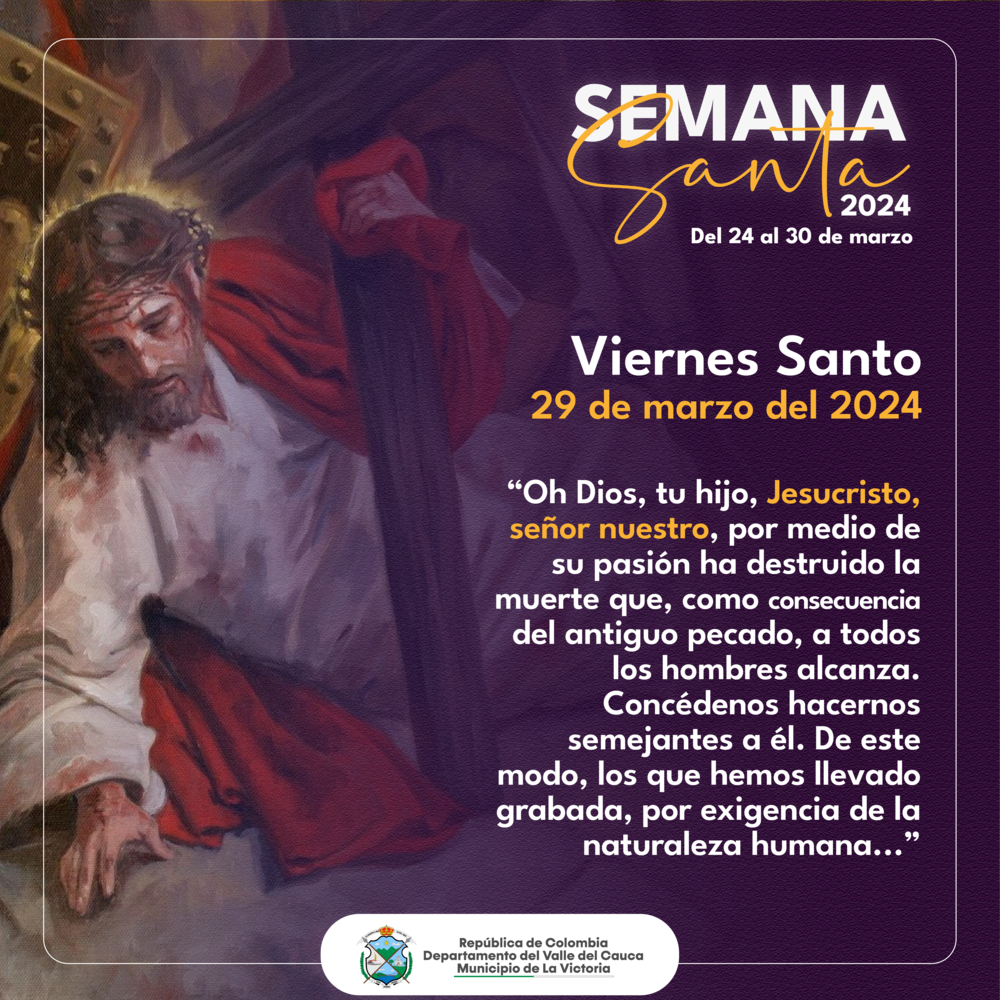 SEMANA
Santa
2024
Del 24 al 30 de marzo
Viernes Santo
29 de marzo del 2024
“Oh Dios, tu hijo, Jesucristo,
señor nuestro, por medio de
su pasión ha destruido la
muerte que, como consecuencia
del antiguo pecado, a todos
los hombres alcanza.
Concédenos hacernos
semejantes a él. De este
modo, los que hemos llevado
grabada, por exigencia de la
naturaleza humana...”
República de Colombia
Departamento del Valle del Cauca
Municipio de La Victoria